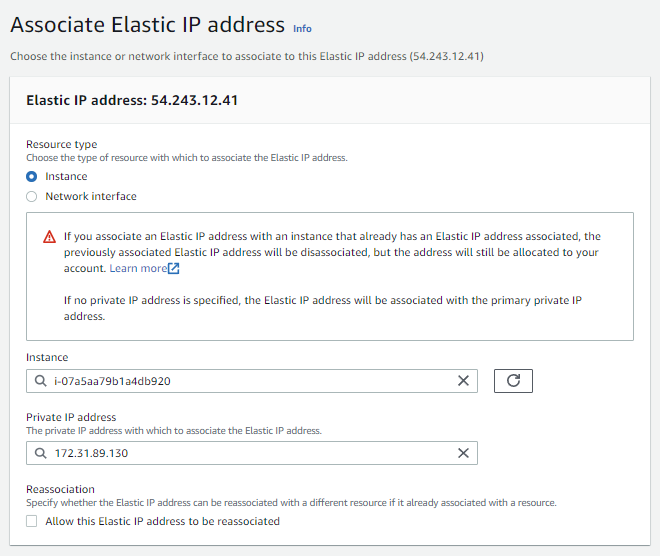 Associate Elastic IP address Info
Choose the instance or network interface to associate to this Elastic IP address (54.243.12.41)
Elastic IP address: 54.243.12.41
Resource type
Choose the type of resource with which to associate the Elastic IP address.
Instance
Network interface
If you associate an Elastic IP address with an instance that already has an Elastic IP address associated, the
previously associated Elastic IP address will be disassociated, but the address will still be allocated to your
account. Learn more
If no private IP address is specified, the Elastic IP address will be associated with the primary private IP
address.
Instance
i-07a5aa79b1a4db920
Private IP address
The private IP address with which to associate the Elastic IP address.
172.31.89.130
Reassociation
Specify whether the Elastic IP address can be reassociated with a different resource if it already associated with a resource.
Allow this Elastic IP address to be reassociated